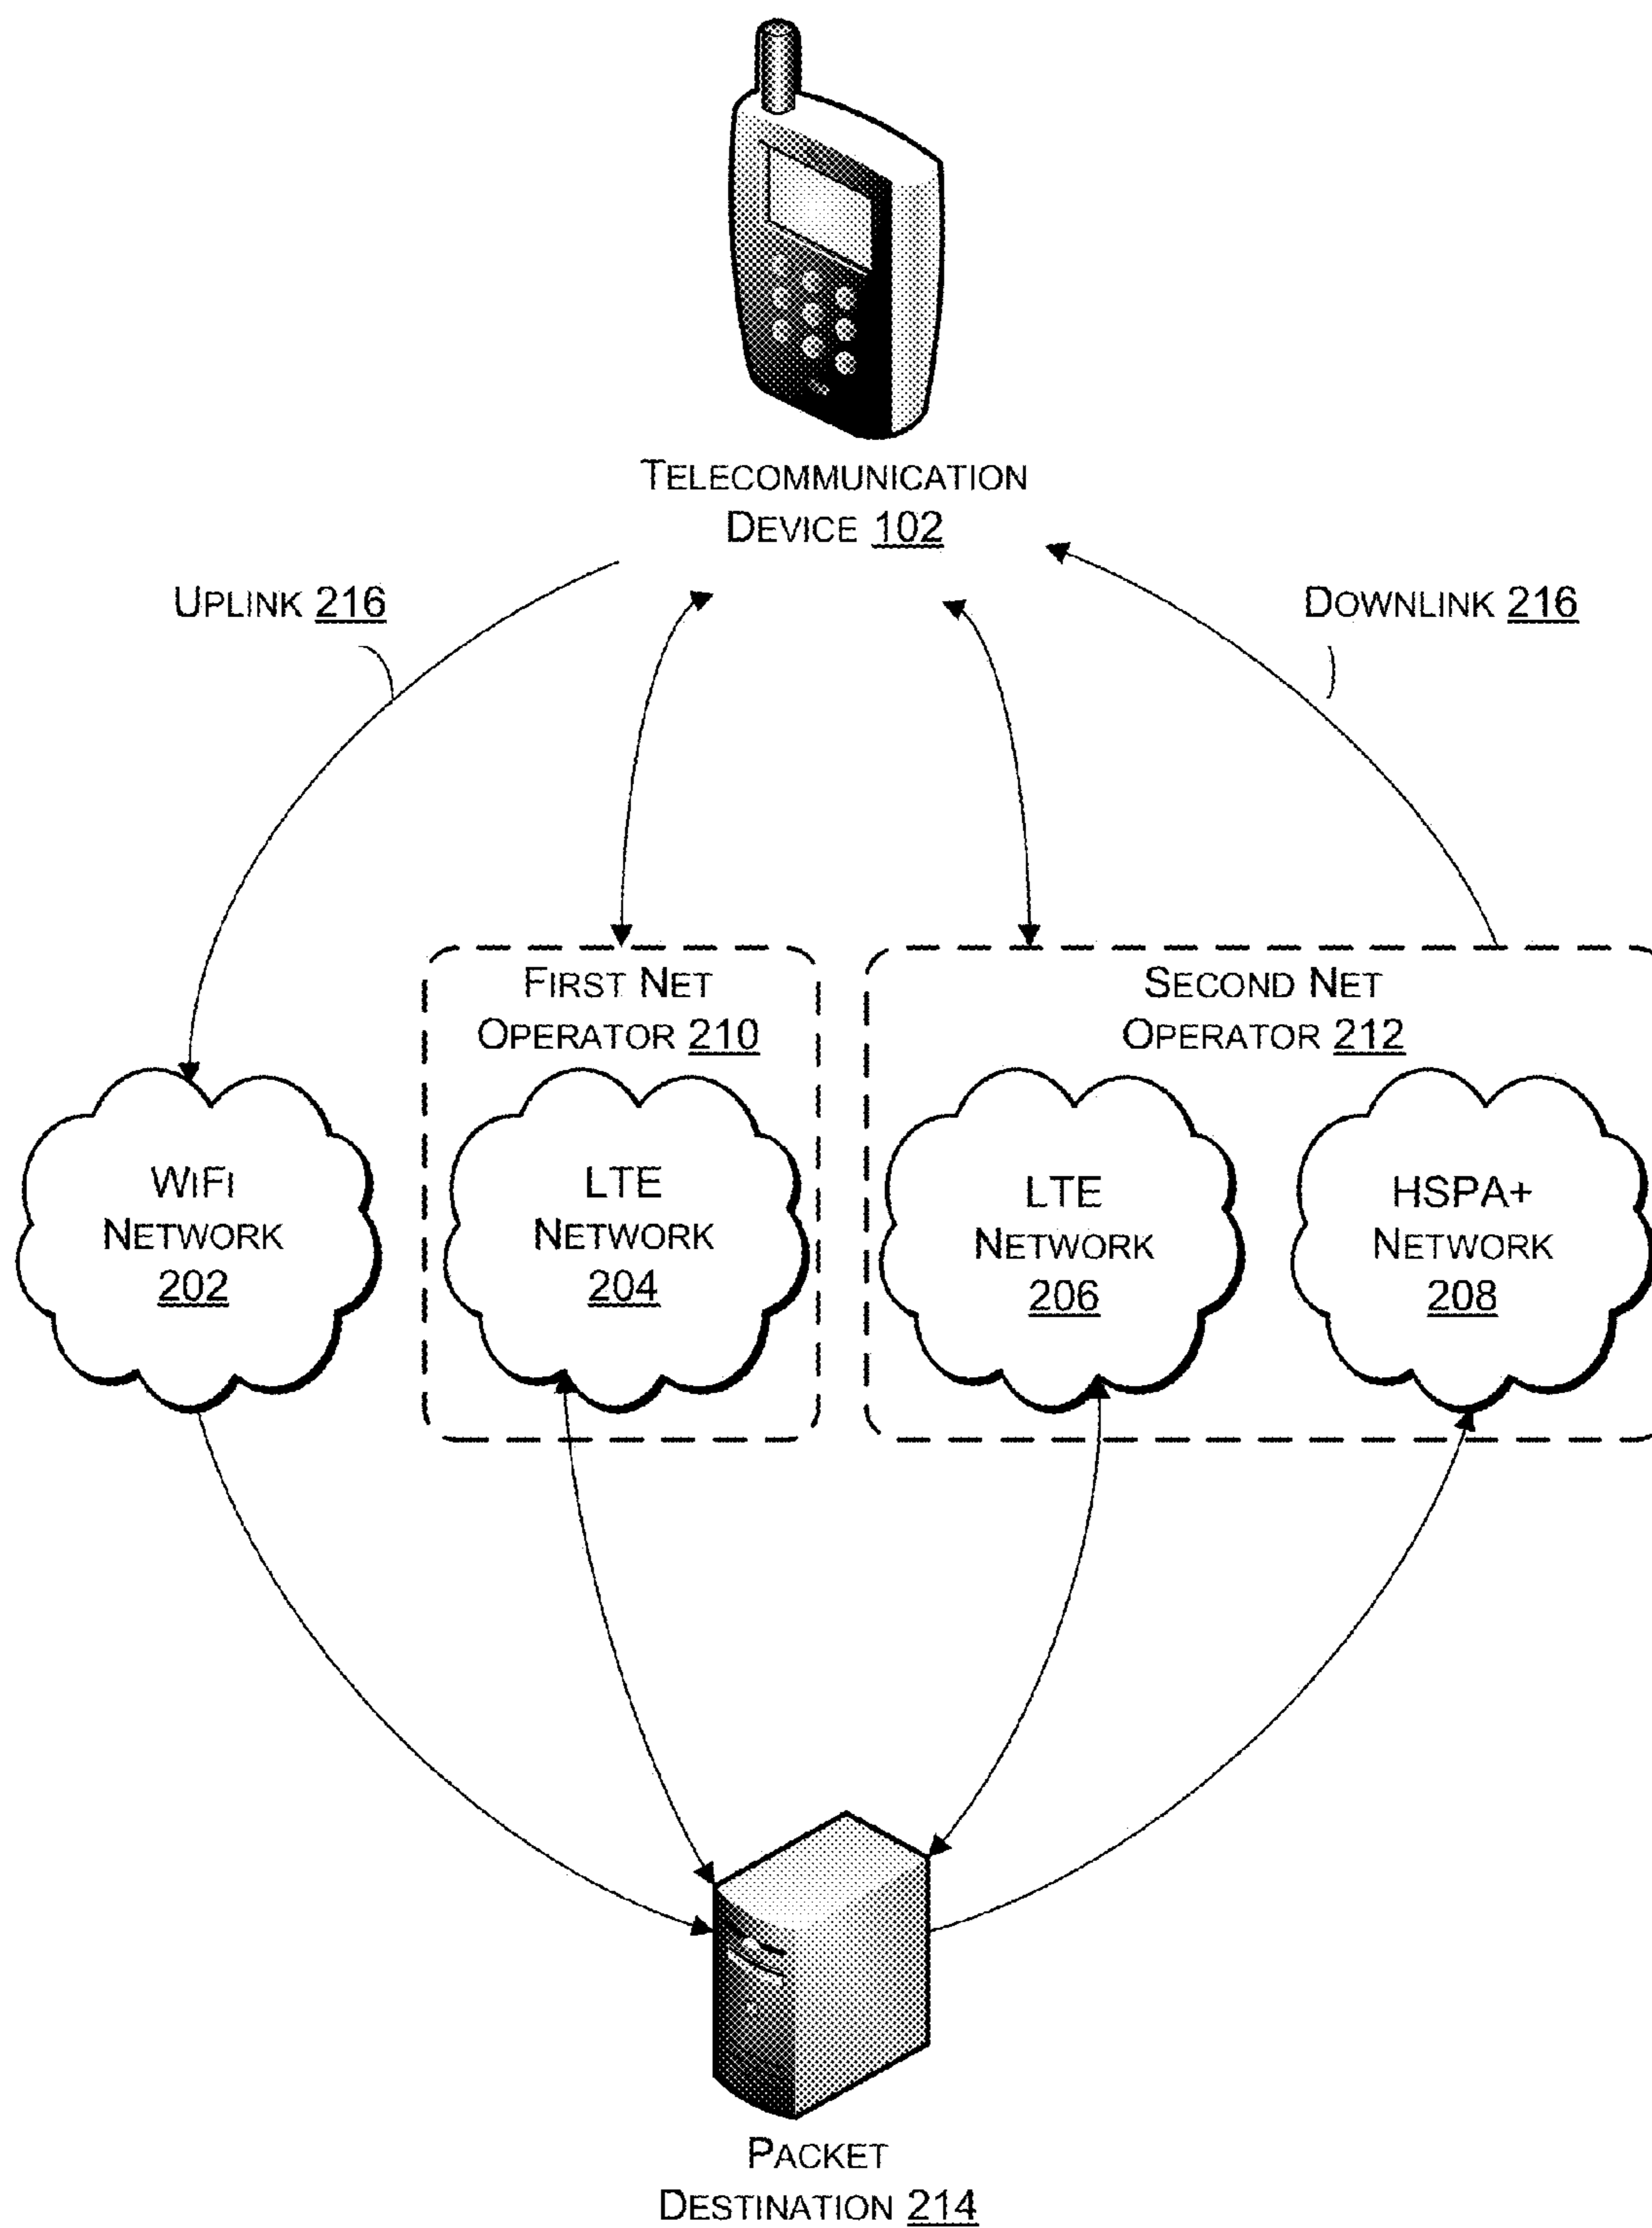 TELECOMMUNICATION
DEVICE 102
UPLINK 216
DOWNLINK 216
FIRST NET
OPERATOR 210
SECOND NET
OPERATOR 212
WIFI
NETWORK
202
LTE
NETWORK
204
LTE
NETWORK
206
HSPA+
NETWORK
208
PACKET
DESTINATION 214